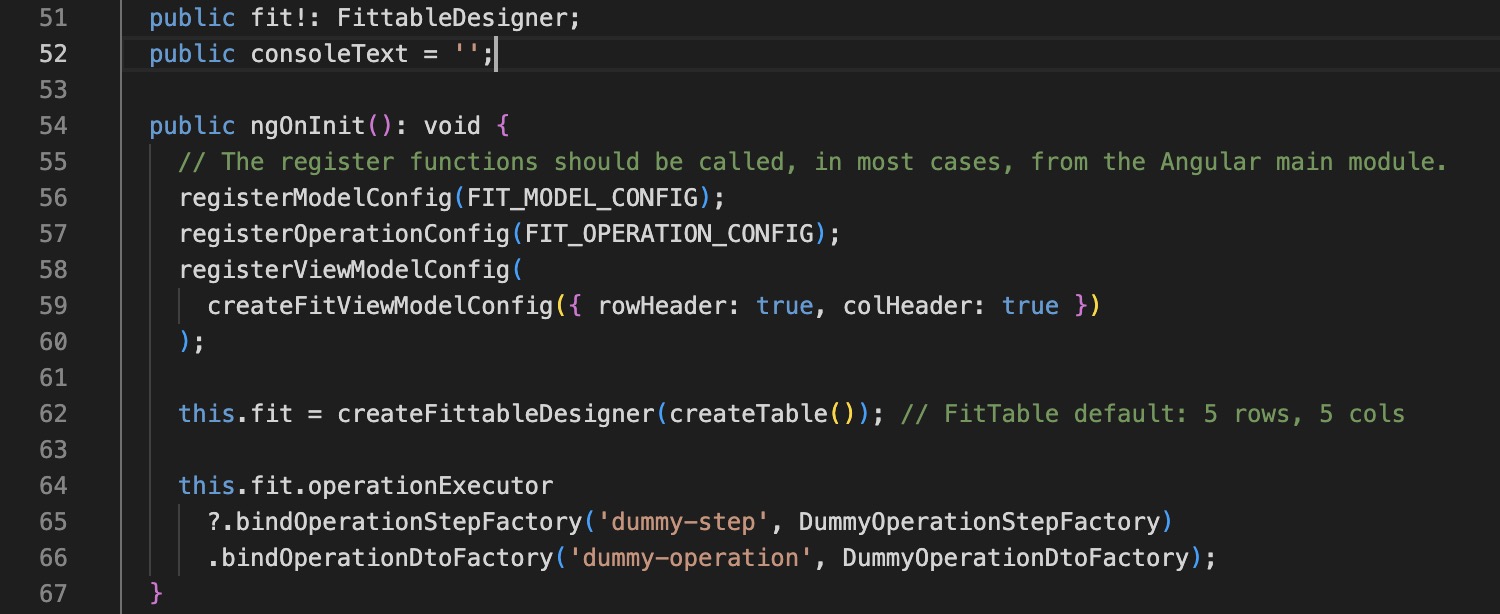 51 public fit!: FittableDesigner;
52 public consoleText = '';
53
54 public ngOnInit(): void {
55 // The register functions should be called, in most cases, from the Angular main module.
56 registerModelConfig(FIT_MODEL_CONFIG);
57 registerOperationConfig(FIT_OPERATION_CONFIG);
58 registerViewModelConfig(
59 createFitViewModelConfig({ rowHeader: true, colHeader: true })
60 );
61
62 this.fit = createFittableDesigner(createTable()); // FitTable default: 5 rows, 5 cols
63
64 this.fit.operationExecutor
65 ?.bindOperationStepFactory('dummy-step', DummyOperationStepFactory)
66 .bindOperationDtoFactory('dummy-operation', DummyOperationDtoFactory);
67 }